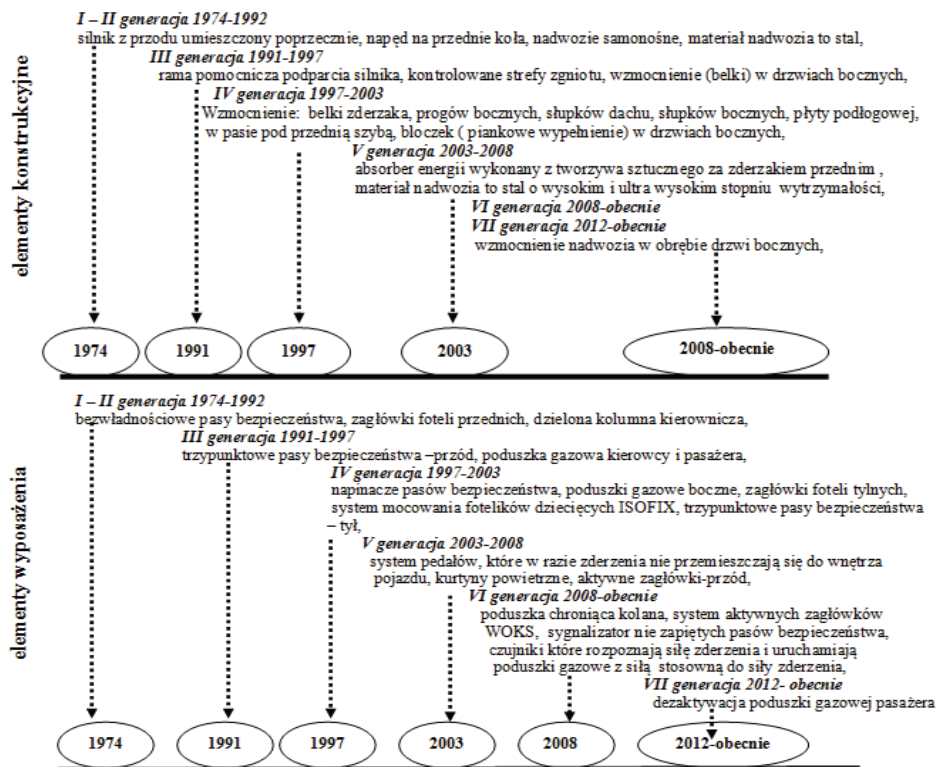 elementy konstrukcyjne
I – II generacja 1974-1992
silnik z przodu umieszczony poprzecznie, napęd na przednie koła, nadwozie samonośne, materiał nadwozia to stal,
III generacja 1991-1997
rama pomocnicza podparcia silnika, kontrolowane strefy zgniotu, wzmocnienie (belki) w drzwiach bocznych,
IV generacja 1997-2003
Wzmocnienie: belki zderzaka, progów bocznych, słupków dachu, słupków bocznych, płyty podłogowej,
w pasie pod przednią szybą, bloczek ( piankowe wypełnienie) w drzwiach bocznych,
V generacja 2003-2008
absorber energii wykonany z tworzywa sztucznego za zderzakiem przednim ,
materiał nadwozia to stal o wysokim i ultra wysokim stopniu wytrzymałości,
VI generacja 2008-obecnie
VII generacja 2012-obecnie
wzmocnienie nadwozia w obrębie drzwi bocznych,
1974
1991
1997
2003
2008-obecnie
elementy wyposażenia
I – II generacja 1974-1992
bezwładnościowe pasy bezpieczeństwa, zagłówki foteli przednich, dzielona kolumna kierownicza,
III generacja 1991-1997
trzypunktowe pasy bezpieczeństwa –przód, poduszka gazowa kierowcy i pasażera,
IV generacja 1997-2003
napinacze pasów bezpieczeństwa, poduszki gazowe boczne, zagłówki foteli tylnych,
system mocowania fotelików dziecięcych ISOFIX, trzypunktowe pasy bezpieczeństwa
– tył,
V generacja 2003-2008
system pedałów, które w razie zderzenia nie przemieszczają się do wnętrza
pojazdu, kurtyny powietrzne, aktywne zagłówki-przód,
VI generacja 2008-obecnie
poduszka chroniąca kolana, system aktywnych zagłówków
WOKS, sygnalizator nie zapiętych pasów bezpieczeństwa,
czujniki które rozpoznają siłę zderzenia i uruchamiają
poduszki gazowe z siłą stosowną do siły zderzenia,
VII generacja 2012- obecnie
dezaktywacja poduszki gazowej pasażera
1974
1991
1997
2003
2008
2012-obecnie